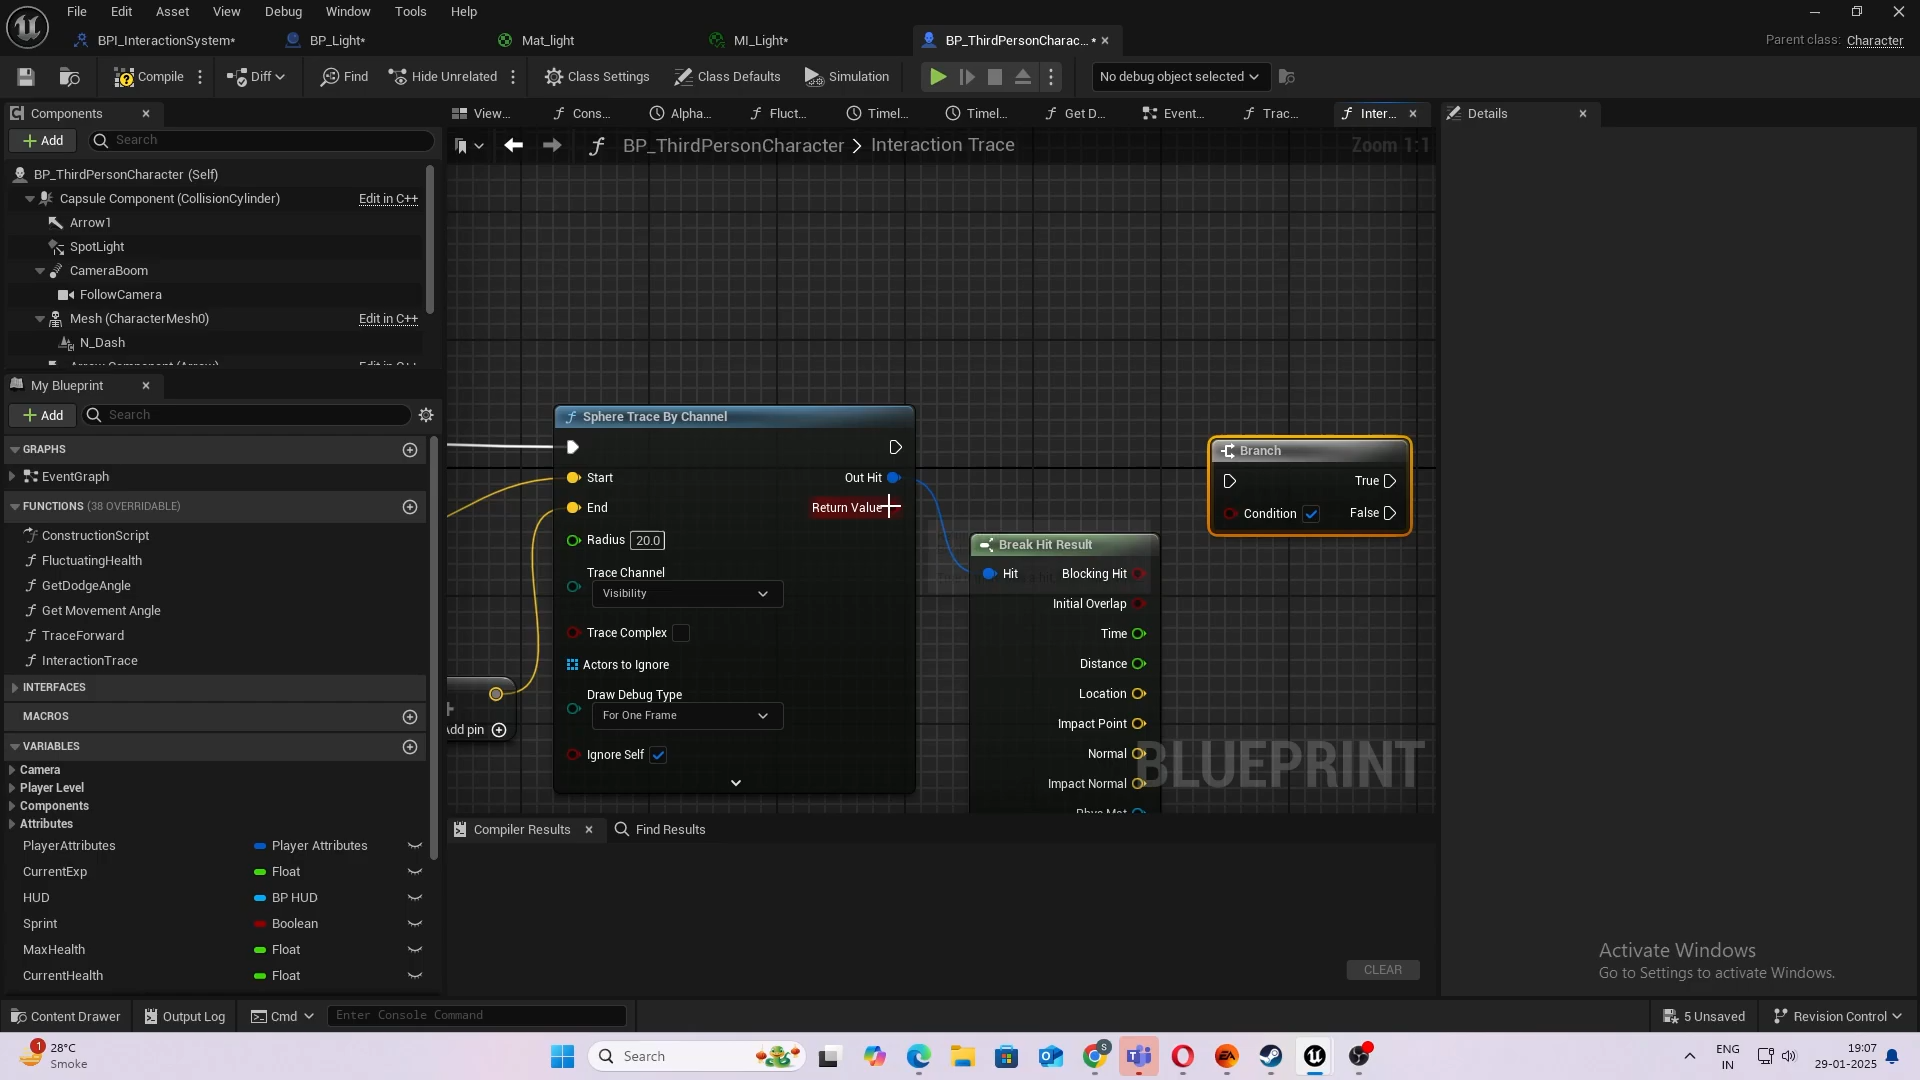 File Edit Asset View Debug Window Tools Help
BPI_InteractionSystem* BP_Light* Mat_light MI_Light* BP_ThirdPersonCharac...* Parent class: Character
Compile Diff Find Hide Unrelated Class Settings Class Defaults Simulation No debug object selected
Components View... Cons... Alpha... Fluct... Timel... Timel... Get D... Event... Trac... Inter... Details
Add Search
BP_ThirdPersonCharacter > Interaction Trace Zoom 1:1
BP_ThirdPersonCharacter (Self)
Capsule Component (CollisionCylinder) Edit in C++
Arrow1
SpotLight
CameraBoom
FollowCamera
Mesh (CharacterMesh0) Edit in C++
N_Dash
Arrow Component (Arrow) Edit in C++
My Blueprint
Add Search
GRAPHS
EventGraph
FUNCTIONS (38 OVERRIDABLE)
ConstructionScript
FluctuatingHealth
GetDodgeAngle
Get Movement Angle
TraceForward
InteractionTrace
INTERFACES
MACROS
VARIABLES
Camera
Player Level
Components
Attributes
PlayerAttributes Player Attributes
CurrentExp Float
HUD BP HUD
Sprint Boolean
MaxHealth Float
CurrentHealth Float
Add pin
Sphere Trace By Channel
Start Out Hit
End Return Value
Radius 20.0
Trace Channel
Visibility
Trace Complex
Actors to Ignore
Draw Debug Type
For One Frame
Ignore Self
Break Hit Result
Hit Blocking Hit
Initial Overlap
Time
Distance
Location
Impact Point
Normal
Impact Normal
Phys Mat
Branch
True
Condition False
BLUEPRINT
Compiler Results Find Results
CLEAR
Activate Windows
Go to Settings to activate Windows.
Content Drawer Output Log Cmd Enter Console Command 5 Unsaved Revision Control
1
28°C
Smoke
Search
S
ENG
IN
19:07
29-01-2025